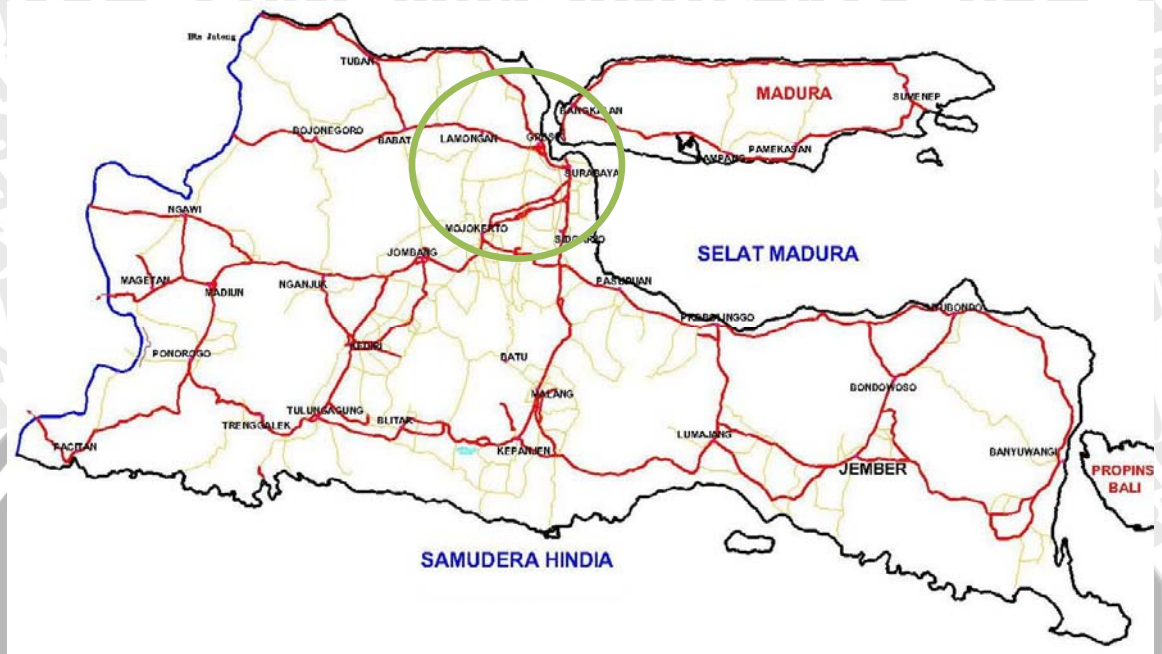 Bts Jateng
TUBAN
MADURA
SUMENEP
BANGKALAN
BOJONEGORO
BABAT
LAMONGAN
GRESIK
SAMPANG
PAMEKASAN
SURABAYA
NGAWI
MOJOKERTO
SIDOARJO
JOMBANG
SELAT MADURA
MAGETAN
MADIUN
NGANJUK
PASURUAN
PROBOLINGGO
SITUBONDO
PONOROGO
KEDIRI
BATU
MALANG
BONDOWOSO
TRENGGALEK
TULUNGAGUNG
BLITAR
PACITAN
KEPANJEN
LUMAJANG
JEMBER
BANYUWANGI
PROPINS
BALI
SAMUDERA HINDIA